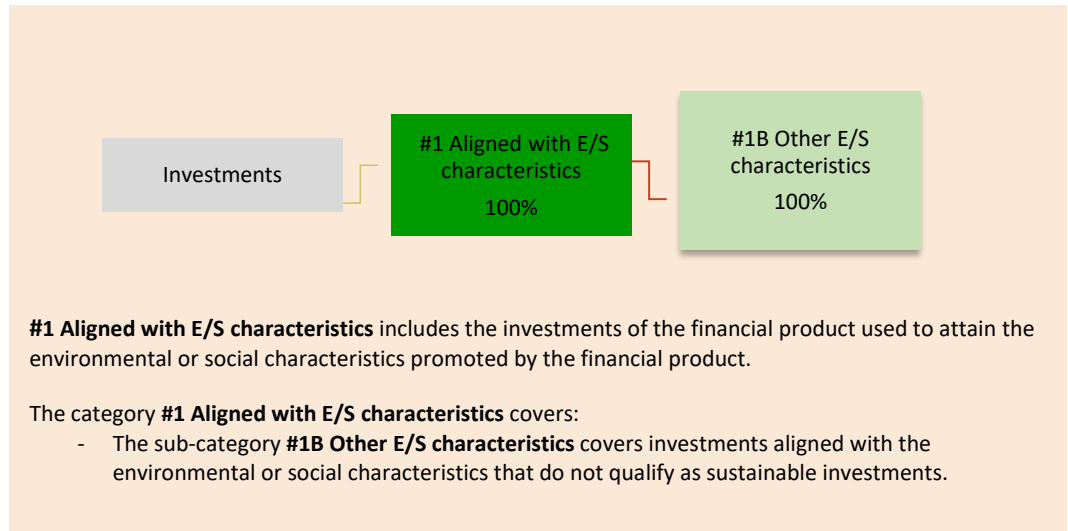 Investments
#1 Aligned with E/S
characteristics
100%
#1B Other E/S
characteristics
100%
#1 Aligned with E/S characteristics includes the investments of the financial product used to attain the
environmental or social characteristics promoted by the financial product.
The category #1 Aligned with E/S characteristics covers:
- The sub-category #1B Other E/S characteristics covers investments aligned with the
environmental or social characteristics that do not qualify as sustainable investments.